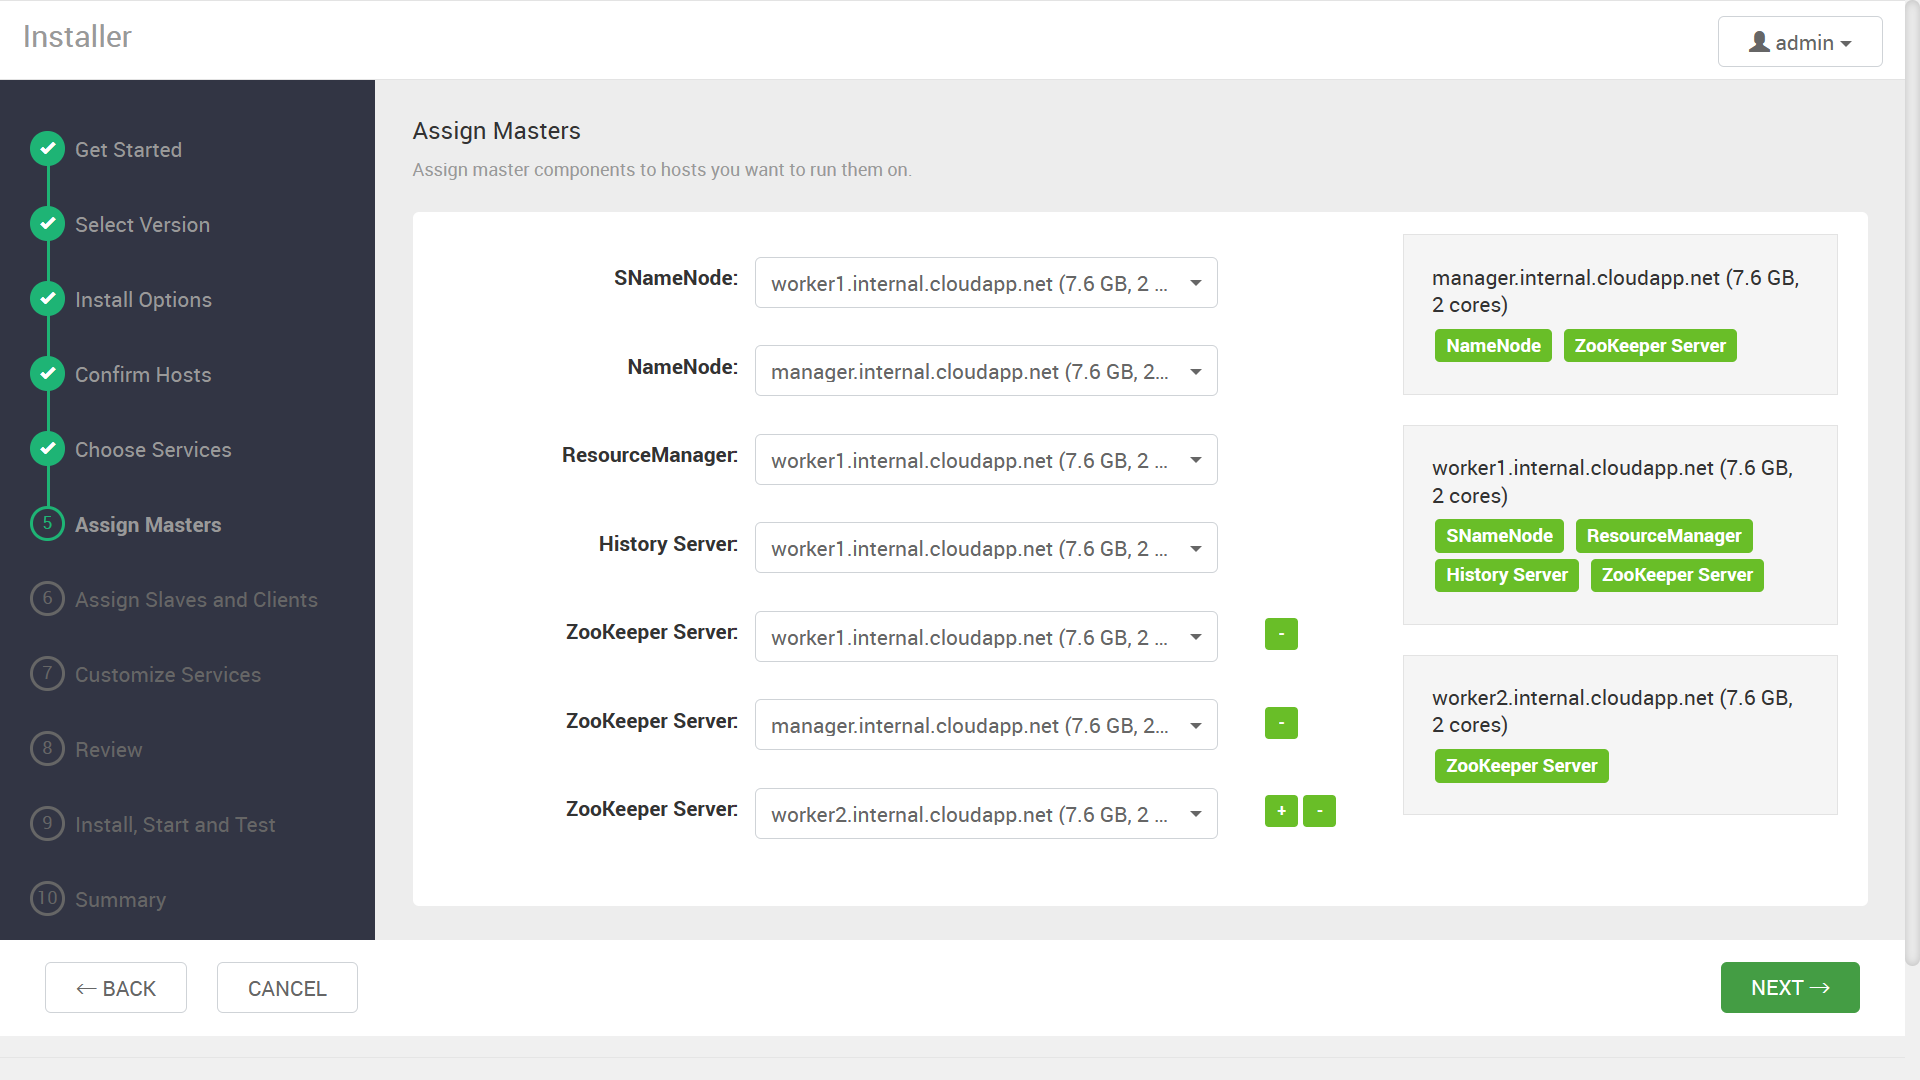 Installer
admin
Get Started
Select Version
Install Options
Confirm Hosts
Choose Services
5 Assign Masters
6 Assign Slaves and Clients
7 Customize Services
8 Review
9 Install, Start and Test
10 Summary
Assign Masters
Assign master components to hosts you want to run them on.
SNameNode: worker1.internal.cloudapp.net (7.6 GB, 2 ...
NameNode: manager.internal.cloudapp.net (7.6 GB, 2...
ResourceManager: worker1.internal.cloudapp.net (7.6 GB, 2 ...
History Server: worker1.internal.cloudapp.net (7.6 GB, 2 ...
ZooKeeper Server: worker1.internal.cloudapp.net (7.6 GB, 2 ... -
ZooKeeper Server: manager.internal.cloudapp.net (7.6 GB, 2... -
ZooKeeper Server: worker2.internal.cloudapp.net (7.6 GB, 2 ... + -
manager.internal.cloudapp.net (7.6 GB,
2 cores)
NameNode ZooKeeper Server
worker1.internal.cloudapp.net (7.6 GB,
2 cores)
SNameNode ResourceManager
History Server ZooKeeper Server
worker2.internal.cloudapp.net (7.6 GB,
2 cores)
ZooKeeper Server
← BACK
CANCEL
NEXT →